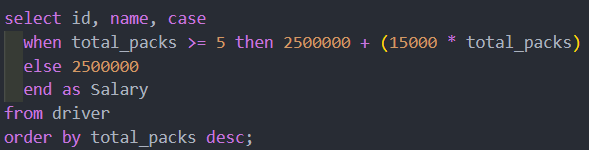 select id, name, case
when total_packs >= 5 then 2500000 + (15000 * total_packs)
else 2500000
end as Salary
from driver
order by total_packs desc;